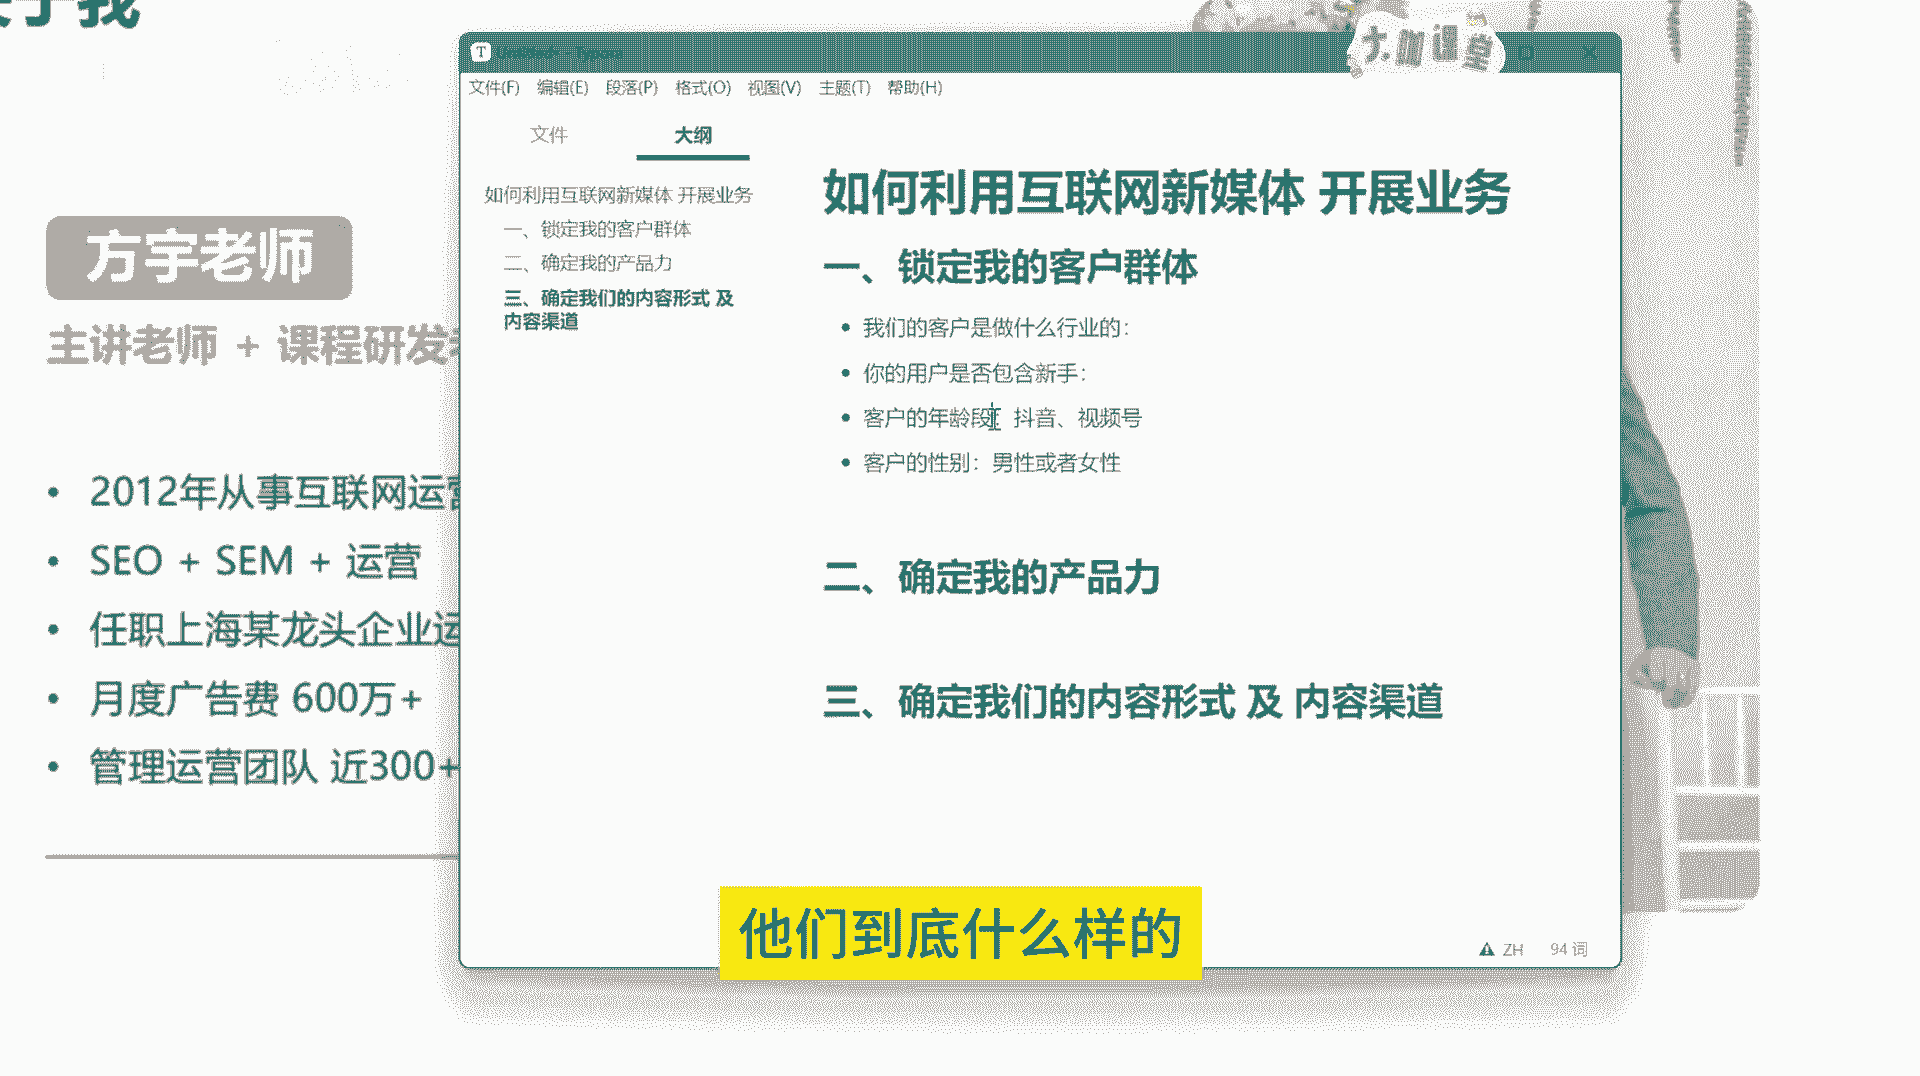 于我
方宇老师
主讲老师 + 课程研发
2012年从事互联网运营
SEO + SEM + 运营
任职上海某龙头企业运
月度广告费 600万+
管理运营团队 近300+
大咖课堂
T
Untitled - Typora
文件(F) 编辑(E) 段落(P) 格式(O) 视图(V) 主题(T) 帮助(H)
文件 大纲
如何利用互联网新媒体 开展业务
一、锁定我的客户群体
二、确定我的产品力
三、确定我们的内容形式 及
内容渠道
如何利用互联网新媒体 开展业务
一、锁定我的客户群体
我们的客户是做什么行业的：
你的用户是否包含新手：
客户的年龄段 抖音、视频号
客户的性别：男性或者女性
二、确定我的产品力
三、确定我们的内容形式 及 内容渠道
ZH 94 词
他们到底什么样的